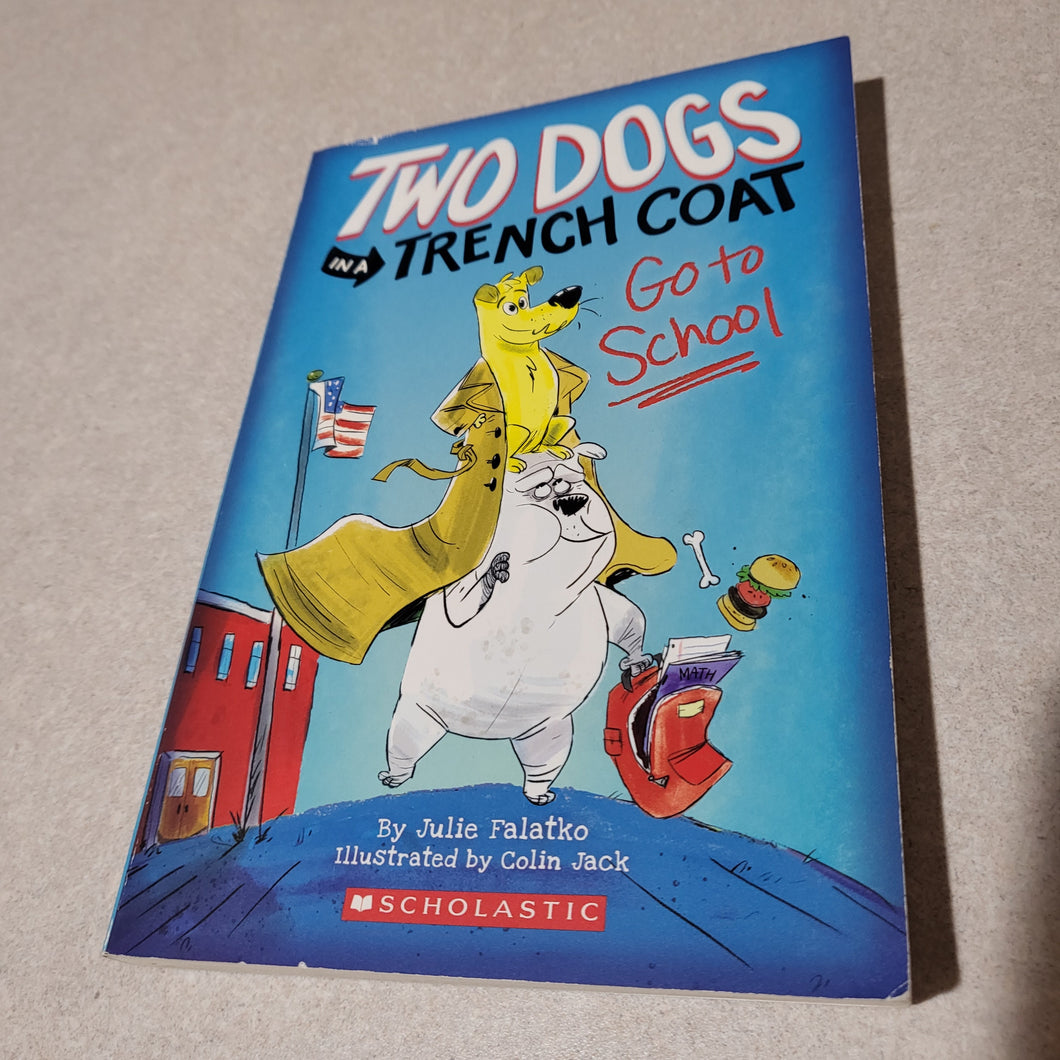 TWO DOGS
IN A TRENCH COAT
Go to
School
MATH
By Julie Falatko
Illustrated by Colin Jack
SCHOLASTIC